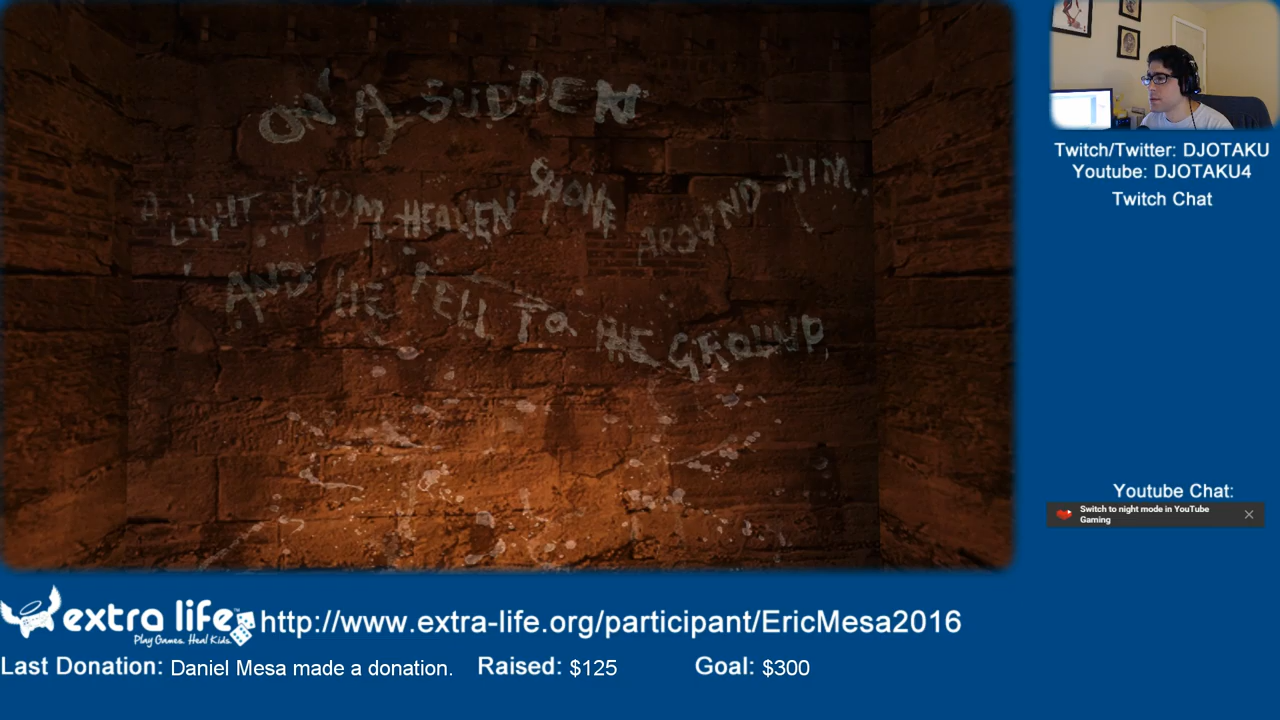 ON A SUDDEN
A LIGHT FROM HEAVEN SHONE AROUND HIM.
AND HE FELL TO THE GROUND.
Twitch/Twitter: DJOTAKU
Youtube: DJOTAKU4
Twitch Chat
Youtube Chat:
Switch to night mode in YouTube
Gaming
extra life
Play Games. Heal Kids.
http://www.extra-life.org/participant/EricMesa2016
Last Donation: Daniel Mesa made a donation. Raised: $125 Goal: $300